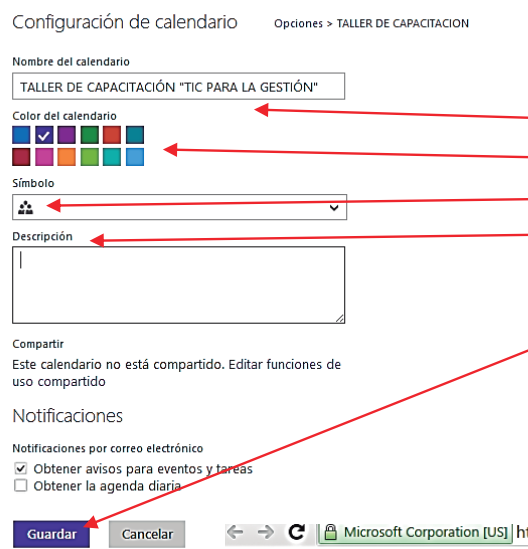 Configuración de calendario Opciones > TALLER DE CAPACITACION
Nombre del calendario
TALLER DE CAPACITACIÓN "TIC PARA LA GESTIÓN"
Color del calendario
Símbolo
Descripción
Compartir
Este calendario no está compartido. Editar funciones de
uso compartido
Notificaciones
Notificaciones por correo electrónico
Obtener avisos para eventos y tareas
Obtener la agenda diaria
Guardar Cancelar Microsoft Corporation [US] ht